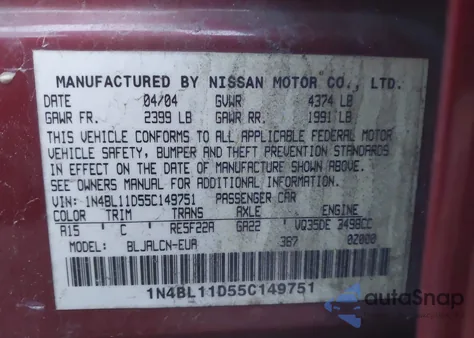 MANUFACTURED BY NISSAN MOTOR CO., LTD.
DATE 04/04 GVWR 4374 LB
GAWR FR. 2399 LB GAWR RR. 1991 LB
THIS VEHICLE CONFORMS TO ALL APPLICABLE FEDERAL MOTOR
VEHICLE SAFETY, BUMPER AND THEFT PREVENTION STANDARDS
IN EFFECT ON THE DATE OF MANUFACTURE SHOWN ABOVE.
SEE OWNERS MANUAL FOR ADDITIONAL INFORMATION
VIN: 1N4BL11D55C149751 PASSENGER CAR
COLOR TRIM TRANS AXLE ENGINE
A15 C RE5F22A GA22 VQ35DE 3498CC
MODEL: BLJALCN-EUA 367 0Z000
1N4BL11D55C149751
autoSnap